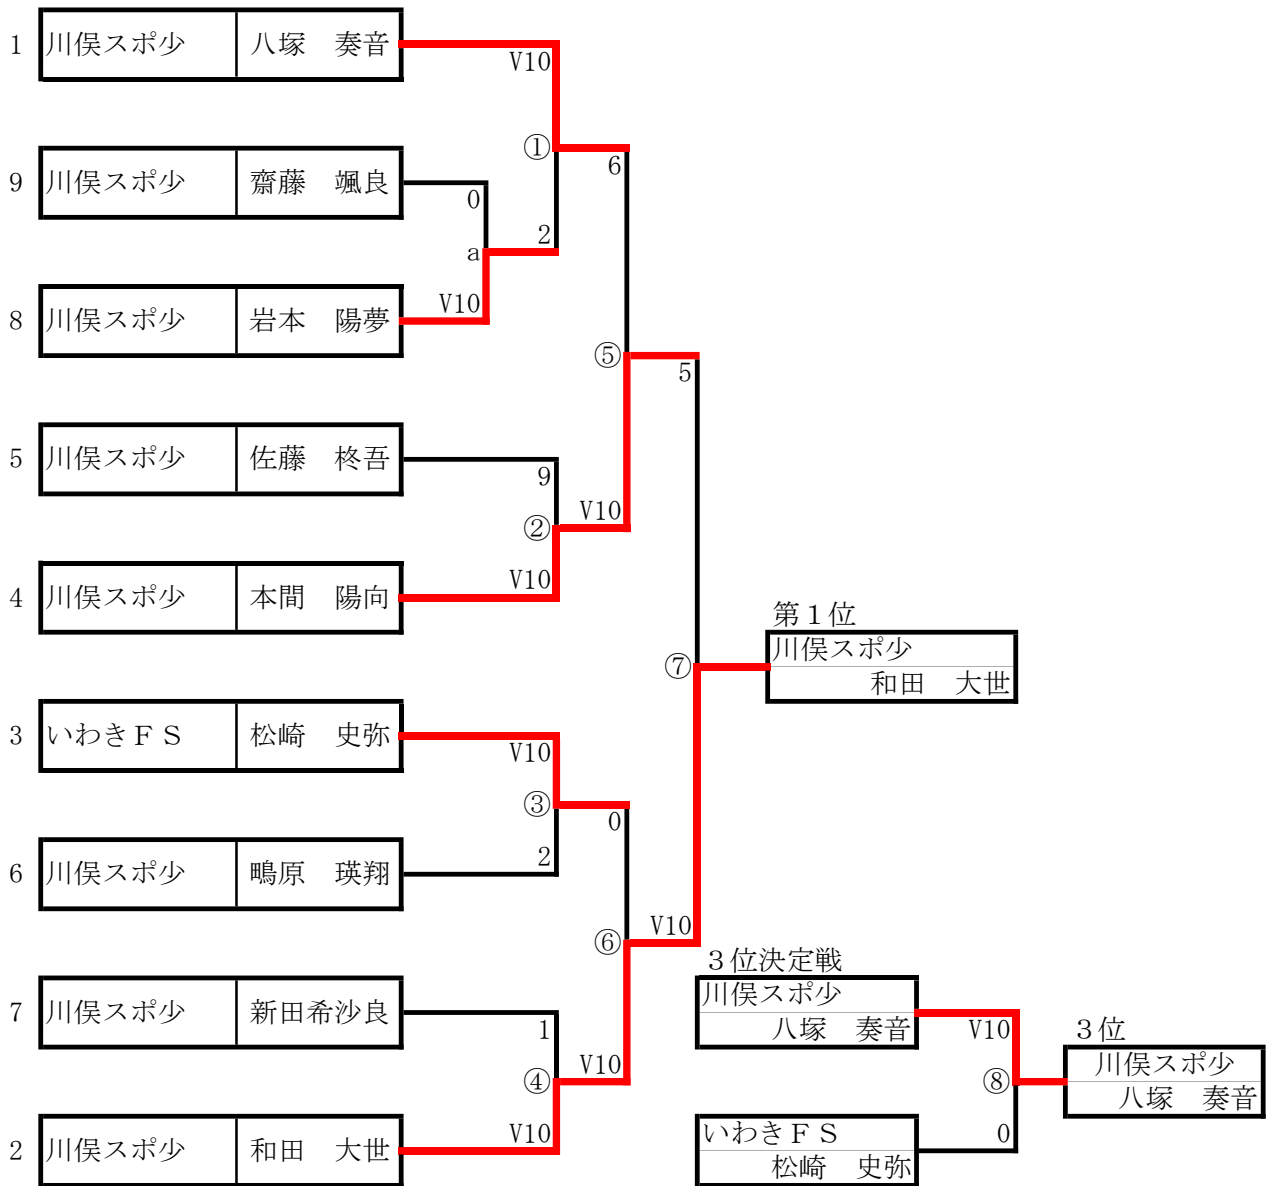 1 川俣スポ少 八塚　奏音
V10
①
6
9 川俣スポ少 齋藤　颯良
0
a
2
8 川俣スポ少 岩本　陽夢
V10
⑤
5
5 川俣スポ少 佐藤　柊吾
9
②
V10
4 川俣スポ少 本間　陽向
V10
第１位
⑦
川俣スポ少
和田　大世
3 いわきＦＳ 松崎　史弥
V10
③
0
6 川俣スポ少 鴫原　瑛翔
2
⑥
V10
7 川俣スポ少 新田希沙良
1
④
V10
2 川俣スポ少 和田　大世
V10
３位決定戦
川俣スポ少
八塚　奏音
V10
⑧
0
いわきＦＳ
松崎　史弥
３位
川俣スポ少
八塚　奏音